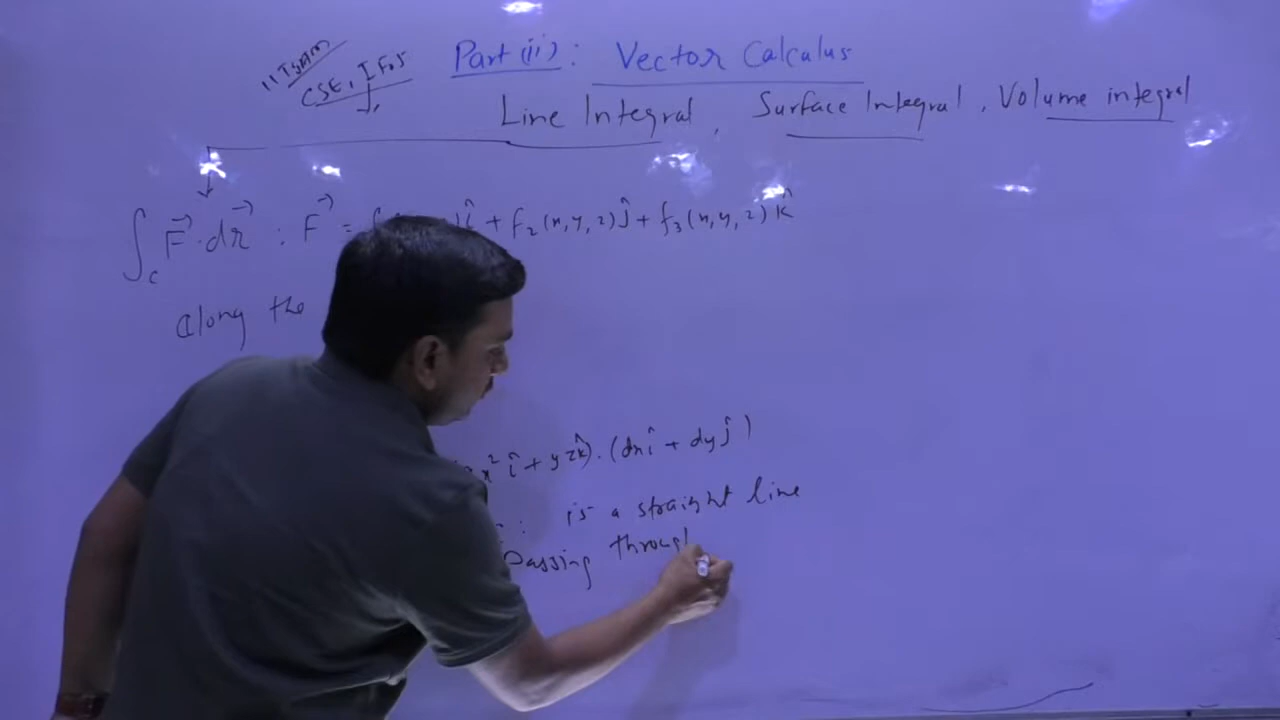 IITJAM
CSE, IFoS
Part (ii) : Vector Calculus
Line Integral, Surface Integral, Volume integral
∫_C F⃗·dr⃗ ; F⃗ = î + f₂(x,y,z)ĵ + f₃(x,y,z)k̂
Along the
x² î + yz k̂).(dx î + dy ĵ)
: is a straight line
Passing through